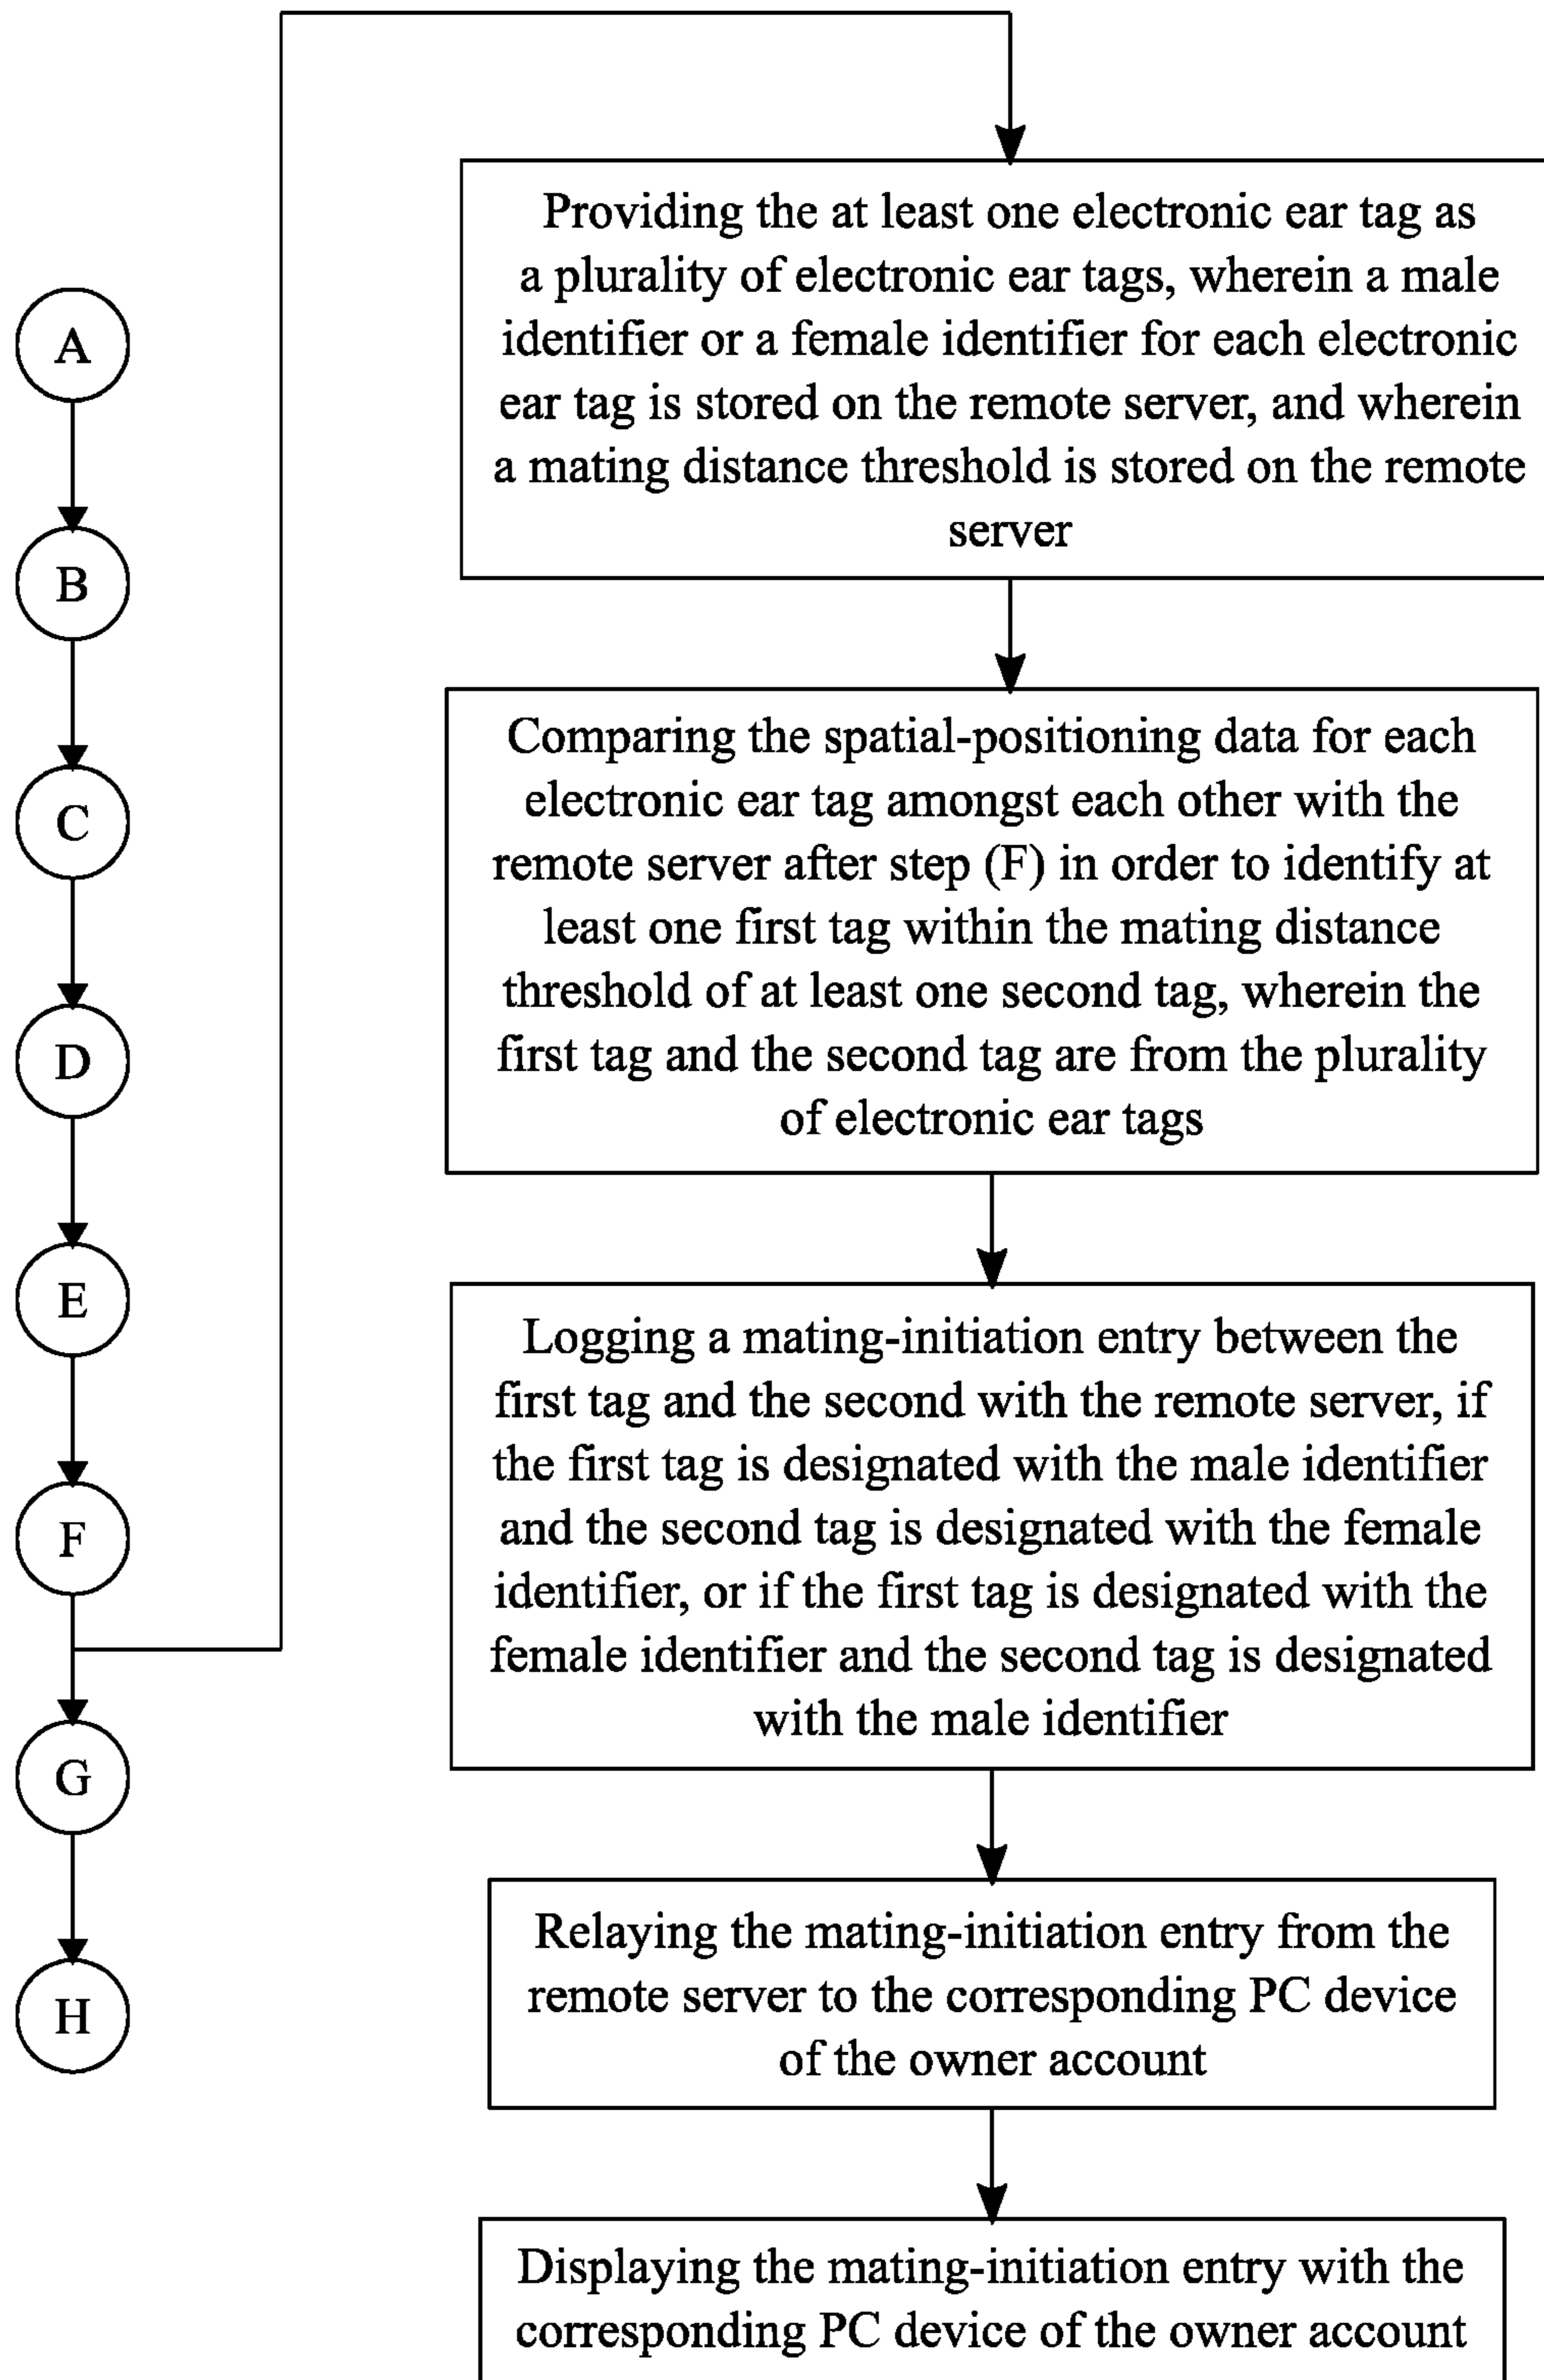 A
B
C
D
E
F
G
H
Providing the at least one electronic ear tag as
a plurality of electronic ear tags, wherein a male
identifier or a female identifier for each electronic
ear tag is stored on the remote server, and wherein
a mating distance threshold is stored on the remote
server
Comparing the spatial-positioning data for each
electronic ear tag amongst each other with the
remote server after step (F) in order to identify at
least one first tag within the mating distance
threshold of at least one second tag, wherein the
first tag and the second tag are from the plurality
of electronic ear tags
Logging a mating-initiation entry between the
first tag and the second with the remote server, if
the first tag is designated with the male identifier
and the second tag is designated with the female
identifier, or if the first tag is designated with the
female identifier and the second tag is designated
with the male identifier
Relaying the mating-initiation entry from the
remote server to the corresponding PC device
of the owner account
Displaying the mating-initiation entry with the
corresponding PC device of the owner account